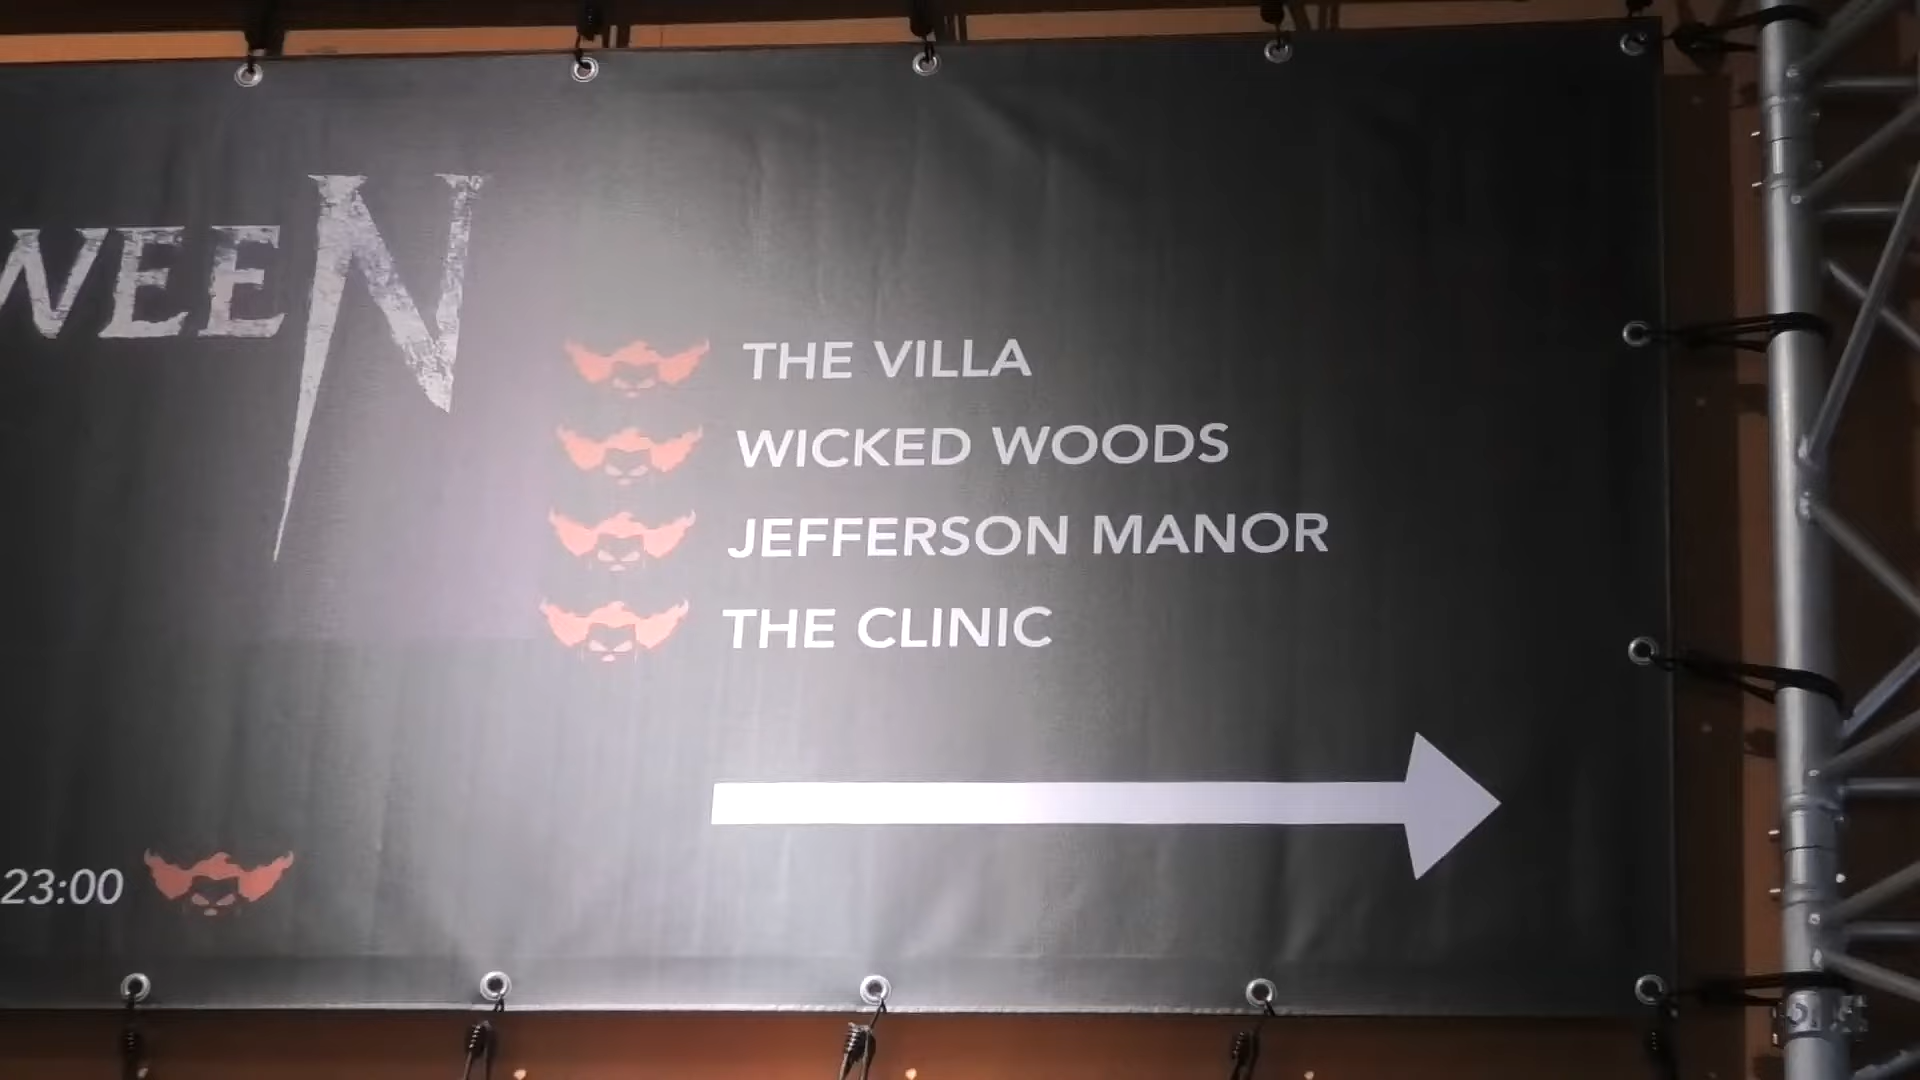 WEEN
THE VILLA
WICKED WOODS
JEFFERSON MANOR
THE CLINIC
23:00